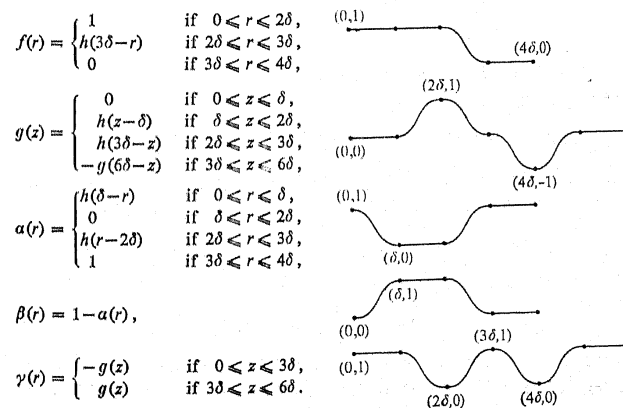 f(r) = { 1 if 0 ⩽ r ⩽ 2δ,
h(3δ−r) if 2δ ⩽ r ⩽ 3δ,
0 if 3δ ⩽ r ⩽ 4δ,
(0,1)
(4δ,0)
g(z) = { 0 if 0 ⩽ z ⩽ δ,
h(z−δ) if δ ⩽ z ⩽ 2δ,
h(3δ−z) if 2δ ⩽ z ⩽ 3δ,
−g(6δ−z) if 3δ ⩽ z ⩽ 6δ,
(2δ,1)
(0,0)
(4δ,-1)
α(r) = { h(δ−r) if 0 ⩽ r ⩽ δ,
0 if δ ⩽ r ⩽ 2δ,
h(r−2δ) if 2δ ⩽ r ⩽ 3δ,
1 if 3δ ⩽ r ⩽ 4δ,
(0,1)
(δ,0)
β(r) = 1−α(r),
(δ,1)
(0,0)
γ(r) = { −g(z) if 0 ⩽ z ⩽ 3δ,
g(z) if 3δ ⩽ z ⩽ 6δ.
(3δ,1)
(0,1)
(2δ,0)
(4δ,0)